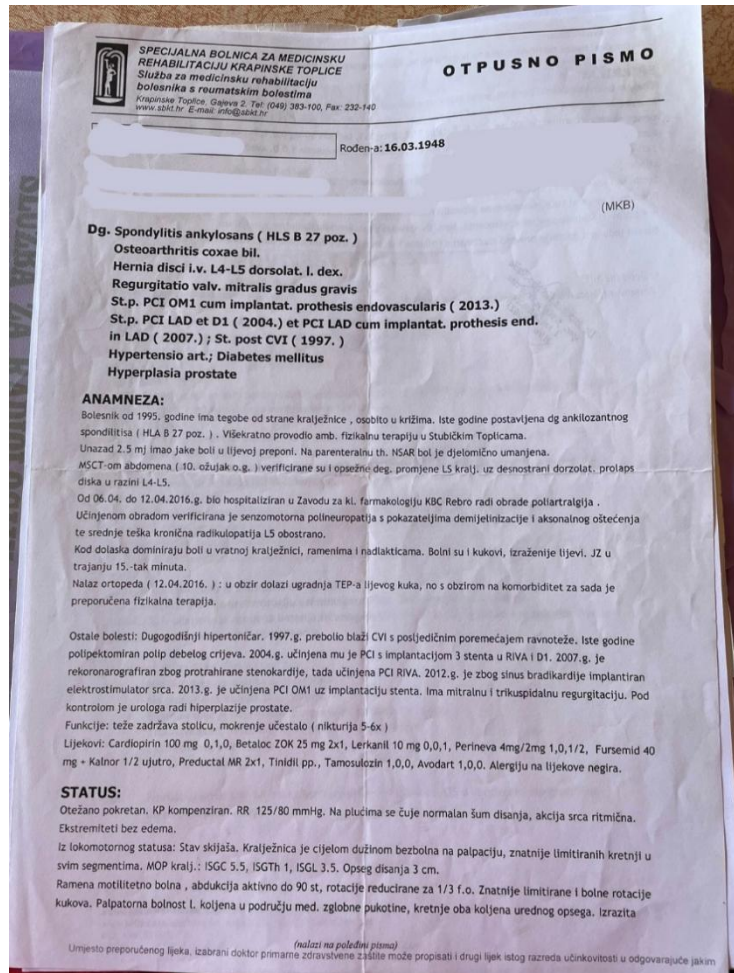 SPECIJALNA BOLNICA ZA MEDICINSKU
REHABILITACIJU KRAPINSKE TOPLICE
Služba za medicinsku rehabilitaciju
bolesnika s reumatskim bolestima
Krapinske Toplice, Gajeva 2, Tel: (049) 383-100, Fax: 232-140
www.sbkt.hr E-mail: info@sbkt.hr
OTPUSNO PISMO
Rođen-a: 16.03.1948
(MKB)
Dg. Spondylitis ankylosans ( HLS B 27 poz. )
Osteoarthritis coxae bil.
Hernia disci i.v. L4-L5 dorsolat. l. dex.
Regurgitatio valv. mitralis gradus gravis
St.p. PCI OM1 cum implantat. prothesis endovascularis ( 2013.)
St.p. PCI LAD et D1 ( 2004.) et PCI LAD cum implantat. prothesis end.
in LAD ( 2007.) ; St. post CVI ( 1997. )
Hypertensio art.; Diabetes mellitus
Hyperplasia prostate
ANAMNEZA:
Bolesnik od 1995. godine ima tegobe od strane kralježnice , osobito u križima. Iste godine postavljena dg ankilozantnog
spondilitisa ( HLA B 27 poz. ) . Višekratno provodio amb. fizikalnu terapiju u Stubičkim Toplicama.
Unazad 2.5 mj imao jake boli u lijevoj preponi. Na parenteralnu th. NSAR bol je djelomično umanjena.
MSCT-om abdomena ( 10. ožujak o.g. ) verificirane su i opsežne deg. promjene LS kralj. uz desnostrani dorzolat. prolaps
diska u razini L4-L5.
Od 06.04. do 12.04.2016.g. bio hospitaliziran u Zavodu za kl. farmakologiju KBC Rebro radi obrade poliartralgija .
Učinjenom obradom verificirana je senzomotorna polineuropatija s pokazateljima demijelinizacije i aksonalnog oštećenja
te srednje teška kronična radikulopatija L5 obostrano.
Kod dolaska dominiraju boli u vratnoj kralježnici, ramenima i nadlakticama. Bolni su i kukovi, izraženije lijevi. JZ u
trajanju 15.-tak minuta.
Nalaz ortopeda ( 12.04.2016. ) : u obzir dolazi ugradnja TEP-a lijevog kuka, no s obzirom na komorbiditet za sada je
preporučena fizikalna terapija.
Ostale bolesti: Dugogodišnji hipertoničar. 1997.g. prebolio blaži CVI s posljedičnim poremećajem ravnoteže. Iste godine
polipektomiran polip debelog crijeva. 2004.g. učinjena mu je PCI s implantacijom 3 stenta u RIVA i D1. 2007.g. je
rekoronarografiran zbog protrahirane stenokardije, tada učinjena PCI RIVA. 2012.g. je zbog sinus bradikardije implantiran
elektrostimulator srca. 2013.g. je učinjena PCI OM1 uz implantaciju stenta. Ima mitralnu i trikuspidalnu regurgitaciju. Pod
kontrolom je urologa radi hiperplazije prostate.
Funkcije: teže zadržava stolicu, mokrenje učestalo ( nikturija 5-6x )
Lijekovi: Cardiopirin 100 mg 0,1,0, Betaloc ZOK 25 mg 2x1, Lerkanil 10 mg 0,0,1, Perineva 4mg/2mg 1,0,1/2, Fursemid 40
mg + Kalnor 1/2 ujutro, Preductal MR 2x1, Tinidil pp., Tamosulozin 1,0,0, Avodart 1,0,0. Alergiju na lijekove negira.
STATUS:
Otežano pokretan. KP kompenziran. RR 125/80 mmHg. Na plućima se čuje normalan šum disanja, akcija srca ritmična.
Ekstremiteti bez edema.
Iz lokomotornog statusa: Stav skijaša. Kralježnica je cijelom dužinom bezbolna na palpaciju, znatnije limitiranih kretnji u
svim segmentima. MOP kralj.: ISGC 5.5, ISGTh 1, ISGL 3.5. Opseg disanja 3 cm.
Ramena motilitetno bolna , abdukcija aktivno do 90 st, rotacije reducirane za 1/3 f.o. Znatnije limitirane i bolne rotacije
kukova. Palpatorna bolnost l. koljena u području med. zglobne pukotine, kretnje oba koljena urednog opsega. Izrazita
(nalazi na poleđini pisma)
Umjesto preporučenog lijeka, izabrani doktor primarne zdravstvene zaštite može propisati i drugi lijek istog razreda učinkovitosti u odgovarajuće jakim